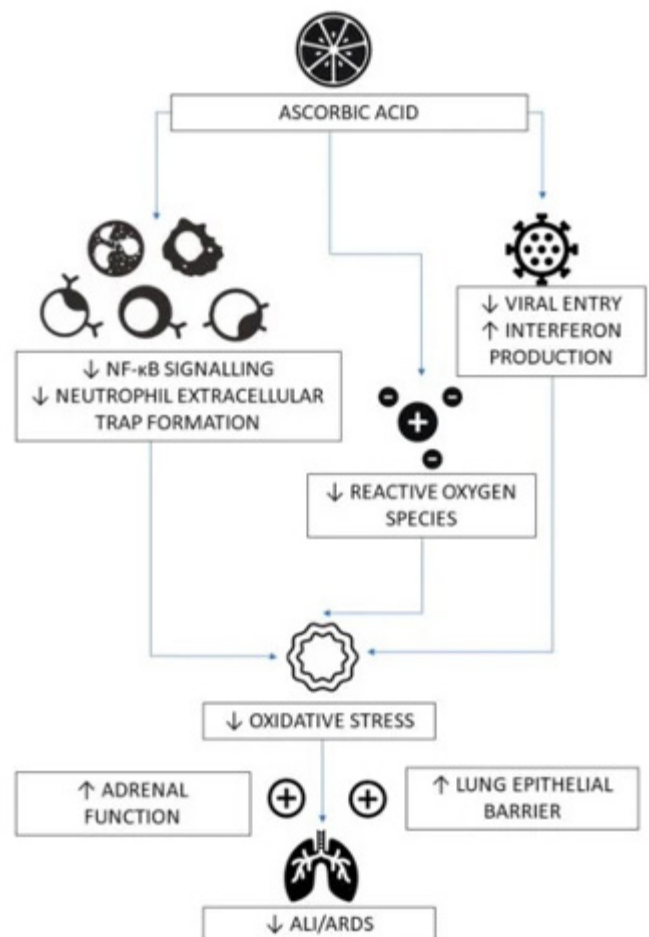 ASCORBIC ACID
↓ VIRAL ENTRY
↑ INTERFERON
PRODUCTION
↓ NF-κB SIGNALLING
↓ NEUTROPHIL EXTRACELLULAR
TRAP FORMATION
↓ REACTIVE OXYGEN
SPECIES
↓ OXIDATIVE STRESS
↑ ADRENAL
FUNCTION
↑ LUNG EPITHELIAL
BARRIER
↓ ALI/ARDS